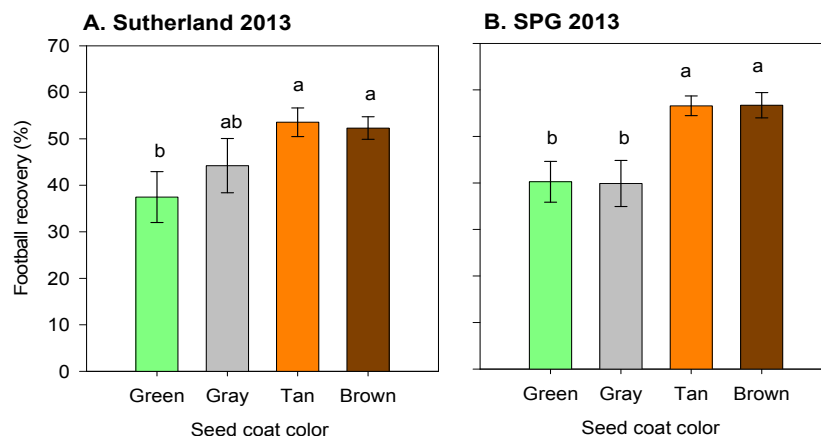 A. Sutherland 2013
B. SPG 2013
Football recovery (%)
70
60
50
40
30
20
10
0
b
ab
a
a
b
b
a
a
Green Gray Tan Brown
Green Gray Tan Brown
Seed coat color
Seed coat color